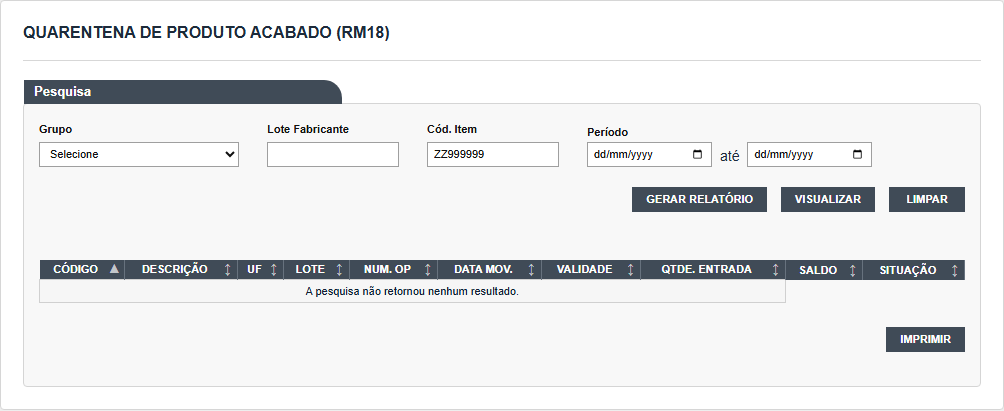 QUARENTENA DE PRODUTO ACABADO (RM18)
Pesquisa
Grupo Lote Fabricante Cód. Item Período
Selecione ZZ999999 dd/mm/yyyy até dd/mm/yyyy
GERAR RELATÓRIO VISUALIZAR LIMPAR
CÓDIGO DESCRIÇÃO UF LOTE NUM. OP DATA MOV. VALIDADE QTDE. ENTRADA SALDO SITUAÇÃO
A pesquisa não retornou nenhum resultado.
IMPRIMIR